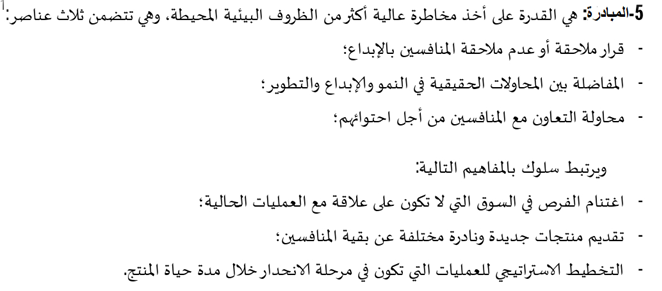 5-المبادرة: هي القدرة على أخذ مخاطرة عالية أكثر من الظروف البيئية المحيطة، وهي تتضمن ثلاث عناصر:أ
- قرار ملاحقة أو عدم ملاحقة المنافسين بالإبداع؛
- المفاضلة بين المحاولات الحقيقية في النمو والإبداع والتطوير؛
- محاولة التعاون مع المنافسين من أجل احتوائهم؛
ويرتبط سلوك بالمفاهيم التالية:
- اغتنام الفرص في السوق التي لا تكون على علاقة مع العمليات الحالية؛
- تقديم منتجات جديدة ونادرة مختلفة عن بقية المنافسين؛
- التخطيط الاستراتيجي للعمليات التي تكون في مرحلة الانحدار خلال مدة حياة المنتج.